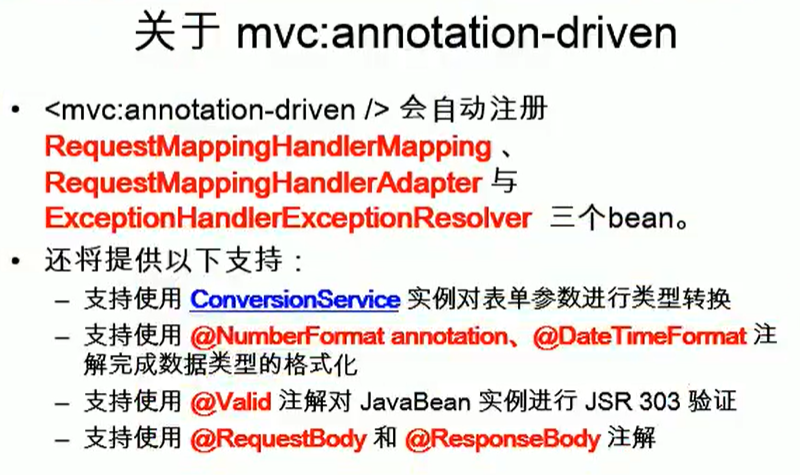 关于 mvc:annotation-driven
• <mvc:annotation-driven /> 会自动注册
RequestMappingHandlerMapping 、
RequestMappingHandlerAdapter 与
ExceptionHandlerExceptionResolver 三个bean。
• 还将提供以下支持：
– 支持使用 ConversionService 实例对表单参数进行类型转换
– 支持使用 @NumberFormat annotation、@DateTimeFormat 注
解完成数据类型的格式化
– 支持使用 @Valid 注解对 JavaBean 实例进行 JSR 303 验证
– 支持使用 @RequestBody 和 @ResponseBody 注解